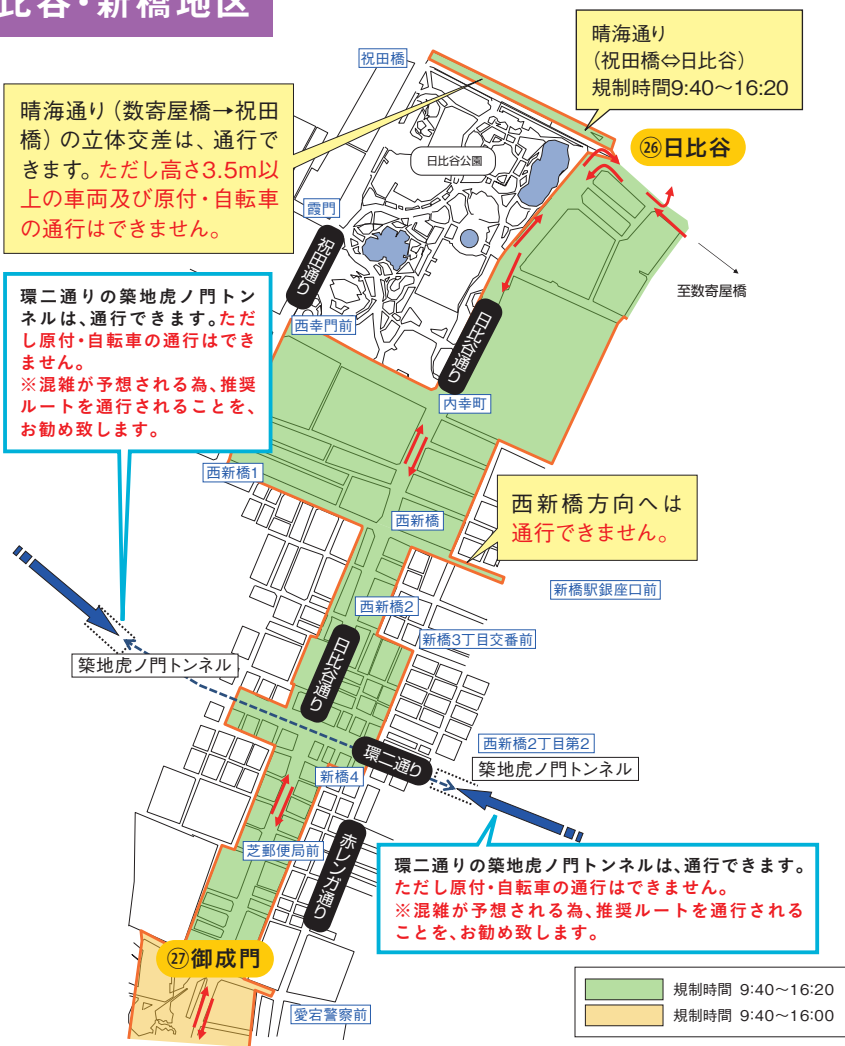 比谷・新橋地区
祝田橋
晴海通り
(祝田橋⇔日比谷)
規制時間9:40〜16:20
晴海通り(数寄屋橋→祝田
橋)の立体交差は、通行で
きます。ただし高さ3.5m以
上の車両及び原付・自転車
の通行はできません。
㉖日比谷
日比谷公園
霞門
祝田通り
至数寄屋橋
環二通りの築地虎ノ門トン
ネルは、通行できます。ただ
し原付・自転車の通行はでき
ません。
※混雑が予想される為、推奨
ルートを通行されることを、
お勧め致します。
西幸門前
日比谷通り
内幸町
西新橋1
西新橋
西新橋方向へは
通行できません。
新橋駅銀座口前
西新橋2
新橋3丁目交番前
築地虎ノ門トンネル
日比谷通り
環二通り
西新橋2丁目第2
築地虎ノ門トンネル
新橋4
芝郵便局前
赤レンガ通り
環二通りの築地虎ノ門トンネルは、通行できます。
ただし原付・自転車の通行はできません。
※混雑が予想される為、推奨ルートを通行される
ことを、お勧め致します。
㉗御成門
愛宕警察前
規制時間 9:40〜16:20
規制時間 9:40〜16:00